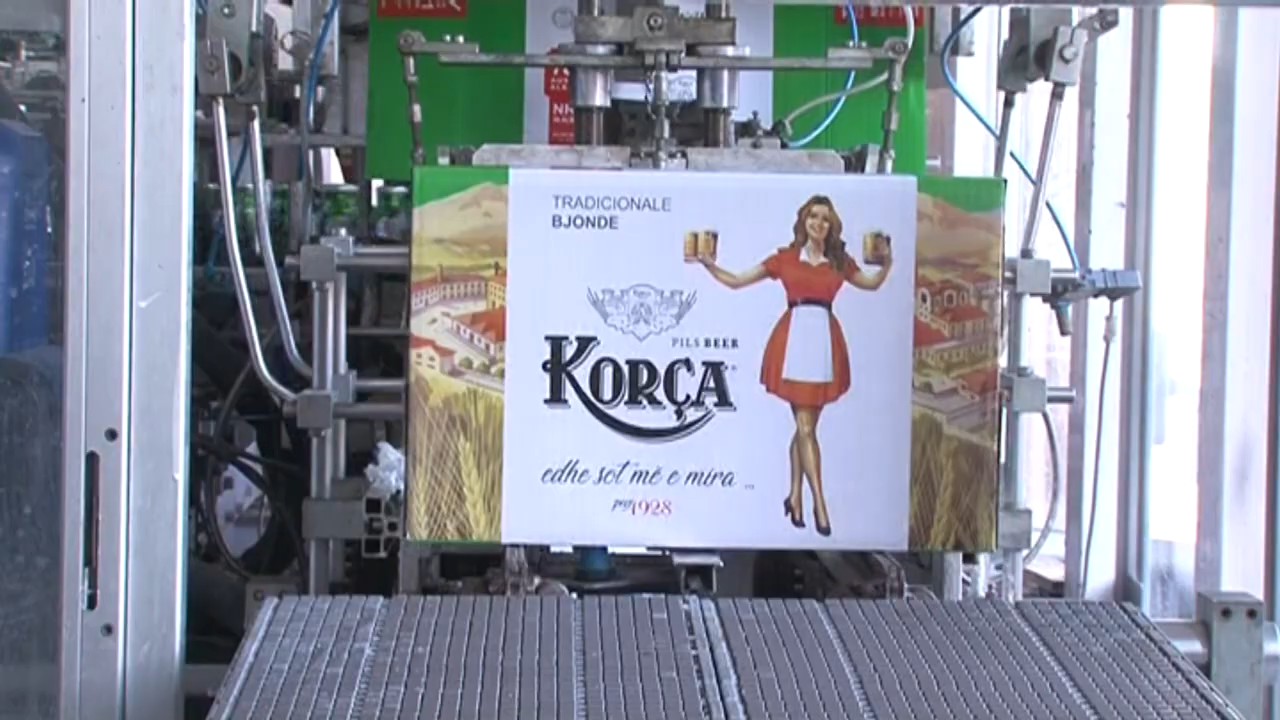 TRADICIONALE
BJONDE
PILS BEER
KORÇA
edhe sot më e mira ...
prej 1928